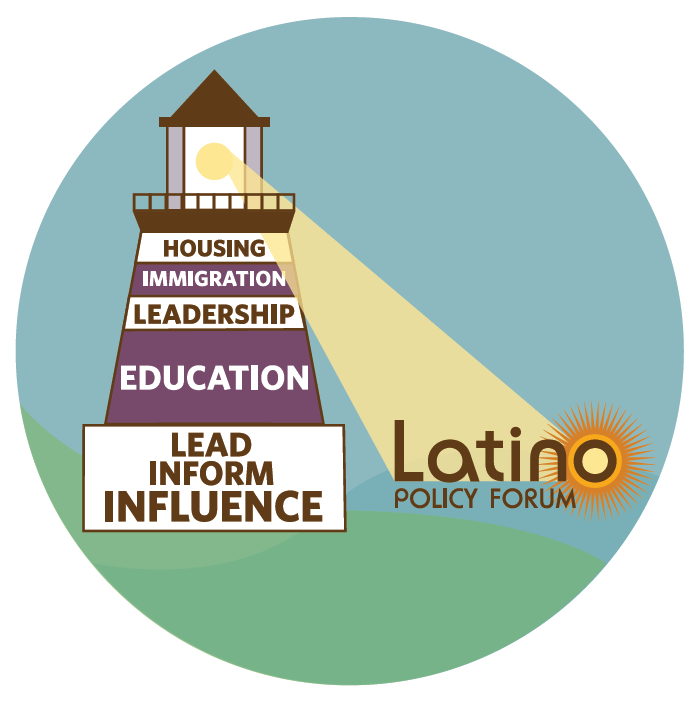 HOUSING
IMMIGRATION
LEADERSHIP
EDUCATION
LEAD
INFORM
INFLUENCE
Latino
POLICY FORUM